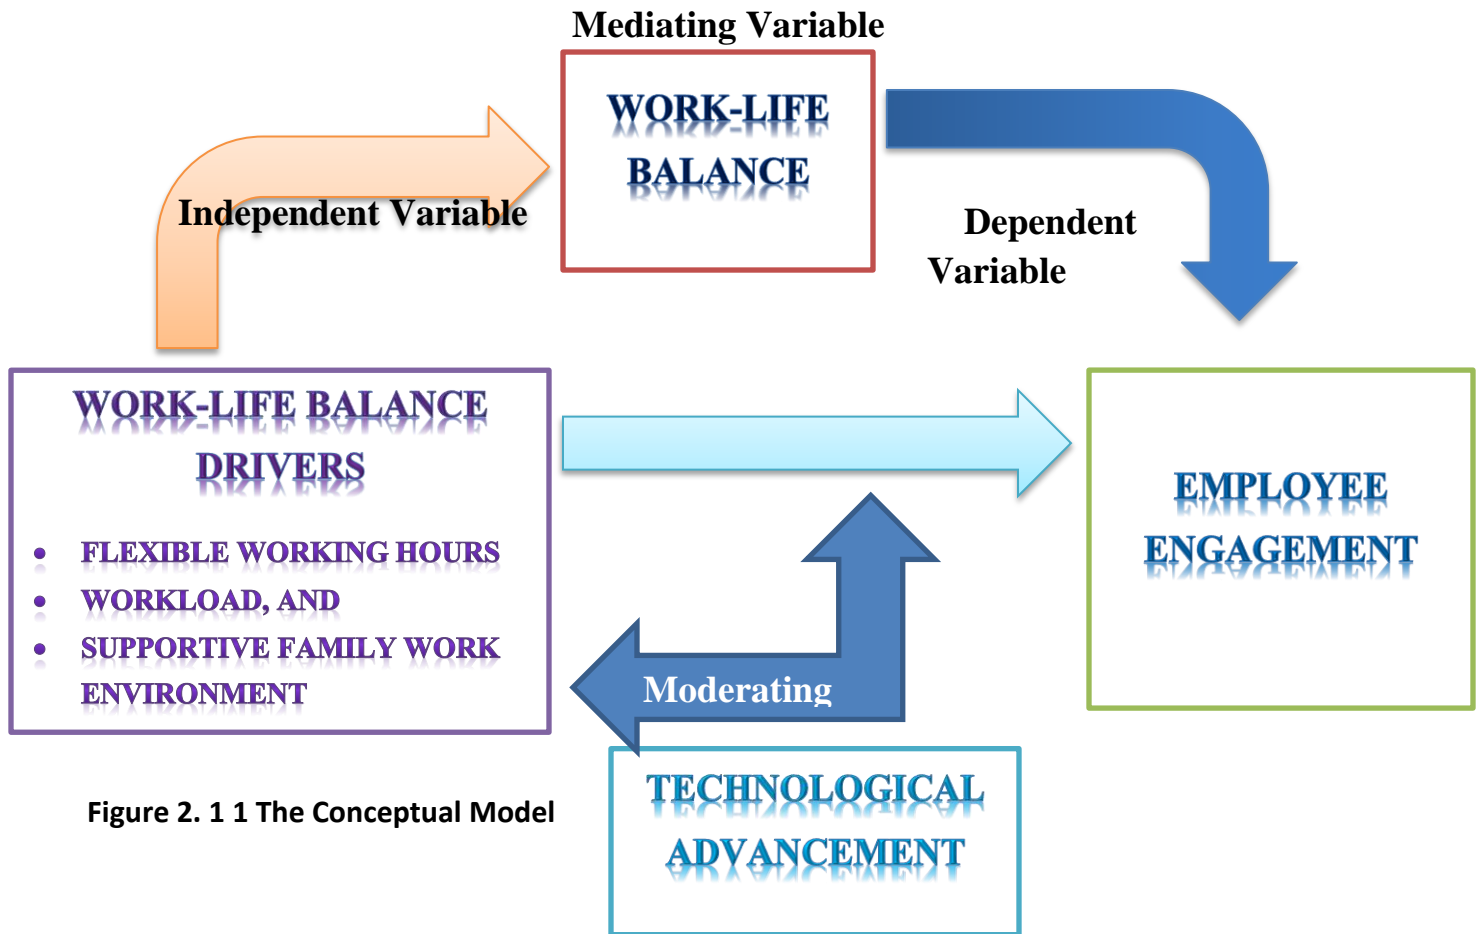 Mediating Variable
WORK-LIFE
BALANCE
Independent Variable
Dependent
Variable
WORK-LIFE BALANCE
DRIVERS
• FLEXIBLE WORKING HOURS
• WORKLOAD, AND
• SUPPORTIVE FAMILY WORK
ENVIRONMENT
EMPLOYEE
ENGAGEMENT
Moderating
TECHNOLOGICAL
ADVANCEMENT
Figure 2. 1 1 The Conceptual Model